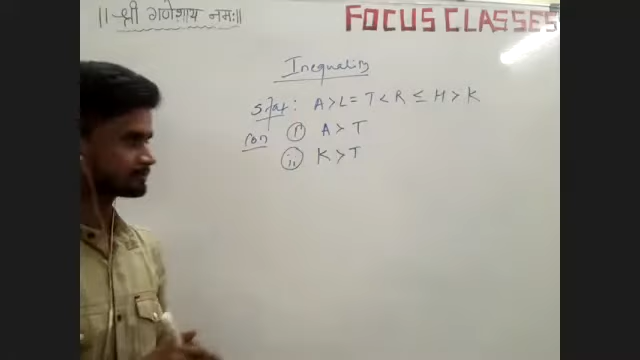 ॥ श्री गणेशाय नमः॥
FOCUS CLASSES
Inequality
Stat: A > L = T < R ≤ H > K
con (i) A > T
(ii) K > T